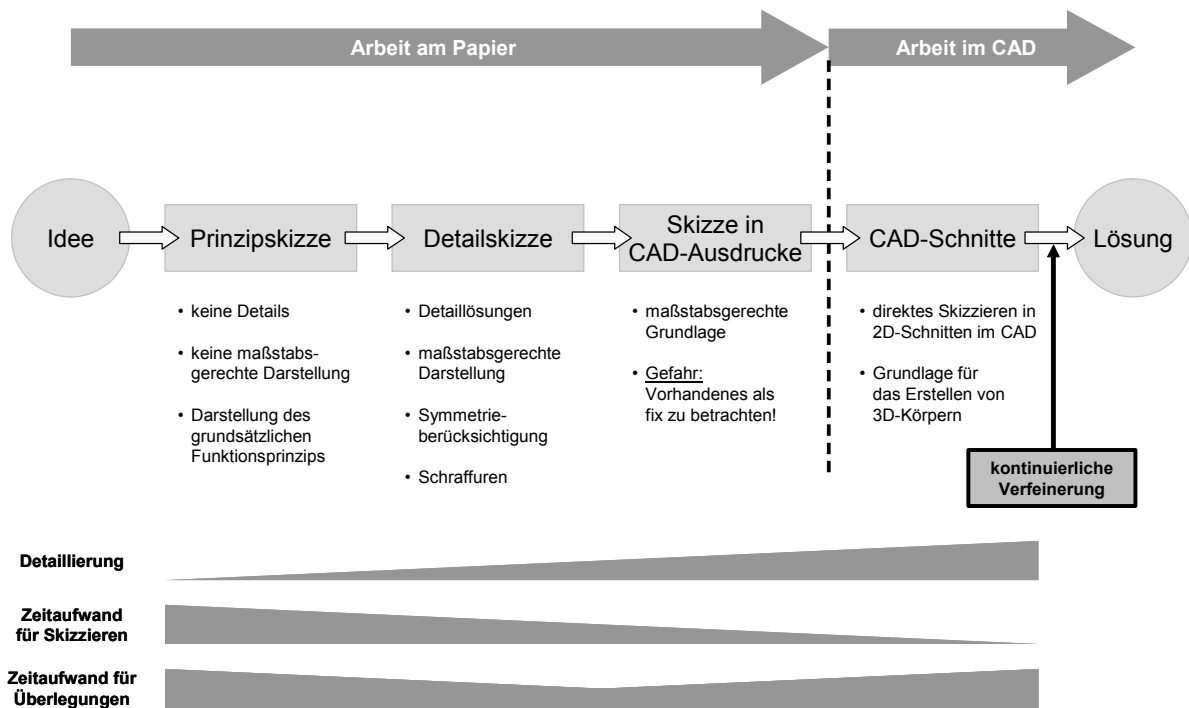 Arbeit am Papier
Arbeit im CAD
Idee
Prinzipskizze
Detailskizze
Skizze in
CAD-Ausdrucke
CAD-Schnitte
Lösung
• keine Details
• keine maßstabs-
gerechte Darstellung
• Darstellung des
grundsätzlichen
Funktionsprinzips
• Detaillösungen
• maßstabsgerechte
Darstellung
• Symmetrie-
berücksichtigung
• Schraffuren
• maßstabsgerechte
Grundlage
• Gefahr:
Vorhandenes als
fix zu betrachten!
• direktes Skizzieren in
2D-Schnitten im CAD
• Grundlage für
das Erstellen von
3D-Körpern
kontinuierliche
Verfeinerung
Detaillierung
Zeitaufwand
für Skizzieren
Zeitaufwand für
Überlegungen